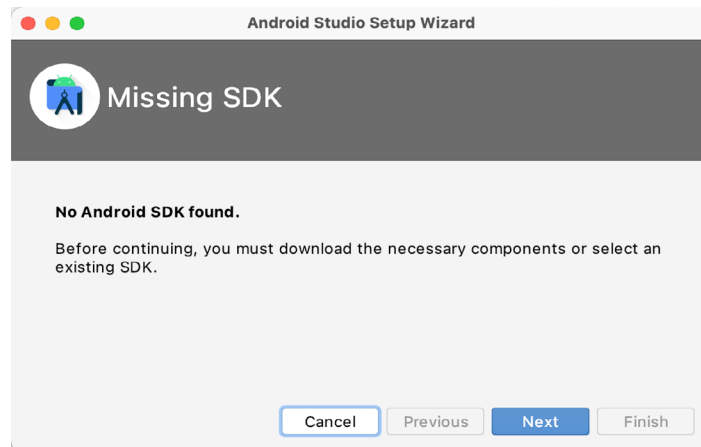 Android Studio Setup Wizard
Missing SDK
No Android SDK found.
Before continuing, you must download the necessary components or select an
existing SDK.
Cancel Previous Next Finish